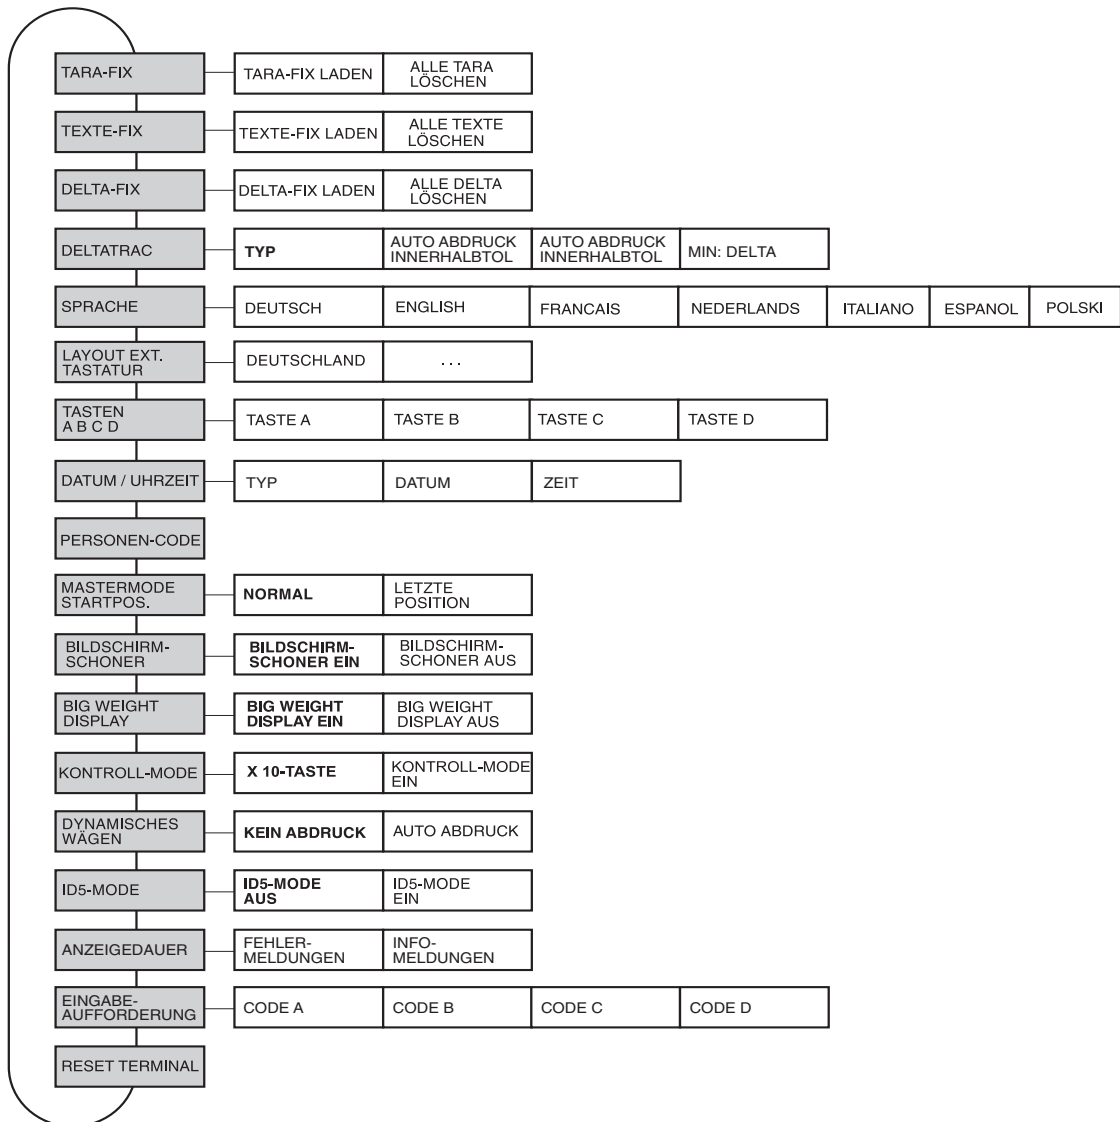 TARA-FIX
TARA-FIX LADEN
ALLE TARA
LÖSCHEN
TEXTE-FIX
TEXTE-FIX LADEN
ALLE TEXTE
LÖSCHEN
DELTA-FIX
DELTA-FIX LADEN
ALLE DELTA
LÖSCHEN
DELTATRAC
TYP
AUTO ABDRUCK
INNERHALBTOL
AUTO ABDRUCK
INNERHALBTOL
MIN: DELTA
SPRACHE
DEUTSCH
ENGLISH
FRANCAIS
NEDERLANDS
ITALIANO
ESPANOL
POLSKI
LAYOUT EXT.
TASTATUR
DEUTSCHLAND
...
TASTEN
A B C D
TASTE A
TASTE B
TASTE C
TASTE D
DATUM / UHRZEIT
TYP
DATUM
ZEIT
PERSONEN-CODE
MASTERMODE
STARTPOS.
NORMAL
LETZTE
POSITION
BILDSCHIRM-
SCHONER
BILDSCHIRM-
SCHONER EIN
BILDSCHIRM-
SCHONER AUS
BIG WEIGHT
DISPLAY
BIG WEIGHT
DISPLAY EIN
BIG WEIGHT
DISPLAY AUS
KONTROLL-MODE
X 10-TASTE
KONTROLL-MODE
EIN
DYNAMISCHES
WÄGEN
KEIN ABDRUCK
AUTO ABDRUCK
ID5-MODE
ID5-MODE
AUS
ID5-MODE
EIN
ANZEIGEDAUER
FEHLER-
MELDUNGEN
INFO-
MELDUNGEN
EINGABE-
AUFFORDERUNG
CODE A
CODE B
CODE C
CODE D
RESET TERMINAL